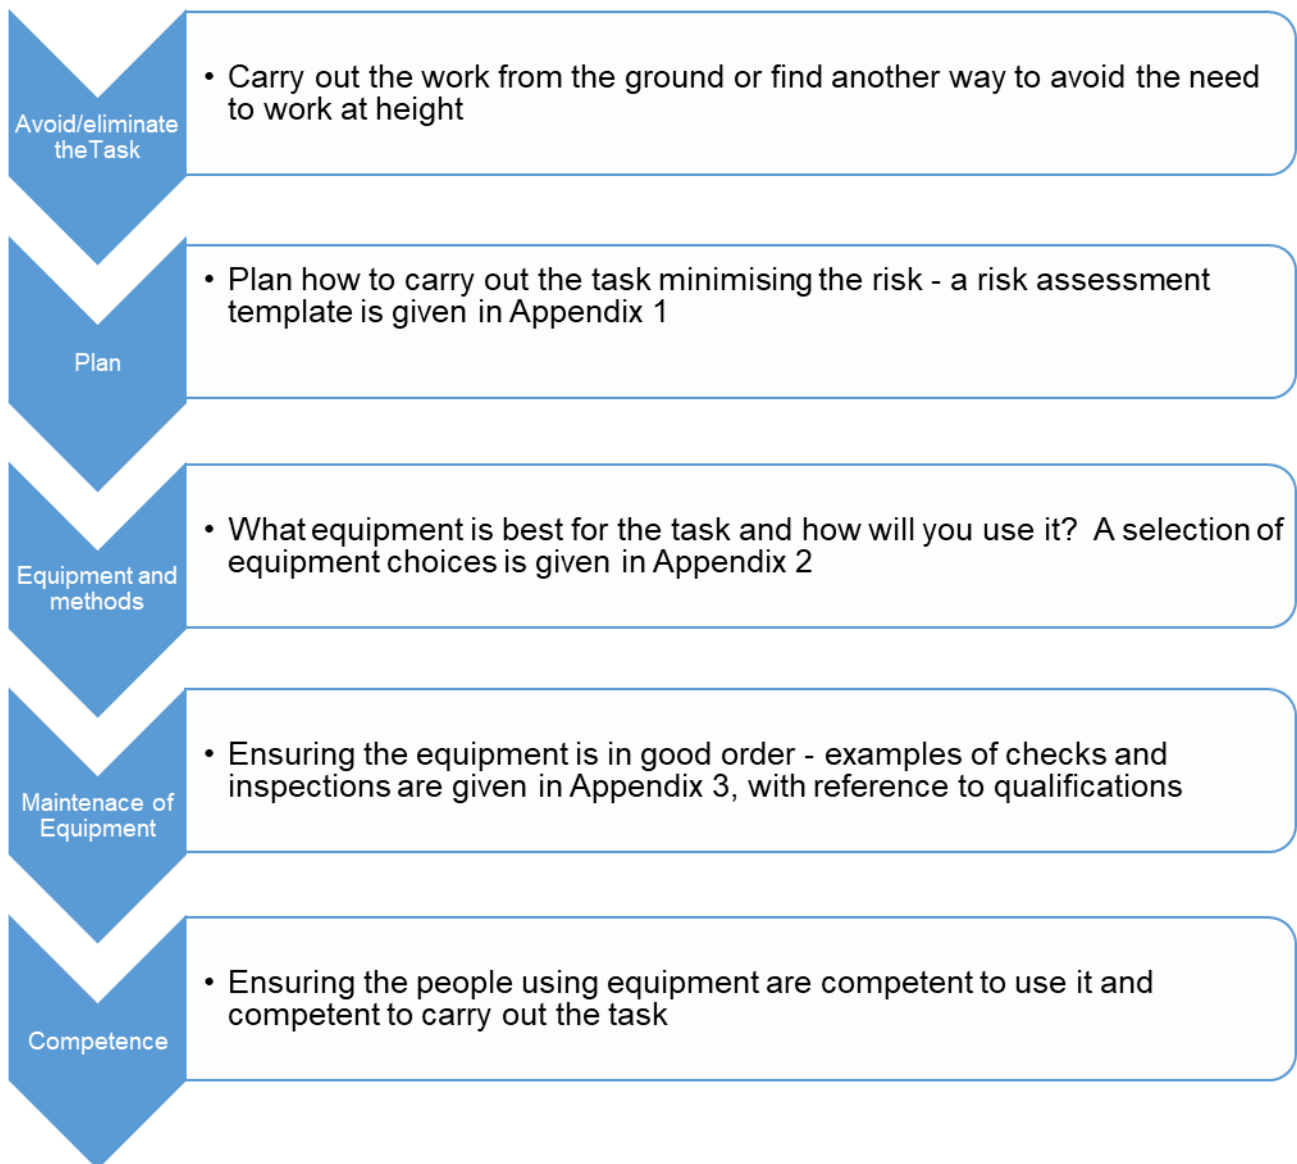 Avoid/eliminate
theTask
• Carry out the work from the ground or find another way to avoid the need
to work at height
Plan
• Plan how to carry out the task minimising the risk - a risk assessment
template is given in Appendix 1
Equipment and
methods
• What equipment is best for the task and how will you use it?  A selection of
equipment choices is given in Appendix 2
Maintenace of
Equipment
• Ensuring the equipment is in good order - examples of checks and
inspections are given in Appendix 3, with reference to qualifications
Competence
• Ensuring the people using equipment are competent to use it and
competent to carry out the task